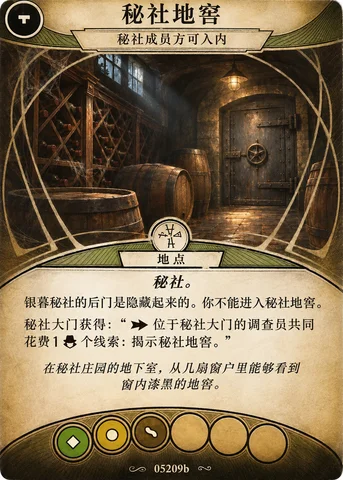 秘社地窖
秘社成员方可入内
地点
秘社。
银暮秘社的后门是隐藏起来的。你不能进入秘社地窖。
秘社大门获得：“ 位于秘社大门的调查员共同
花费1 个线索：揭示秘社地窖。”
在秘社庄园的地下室，从几扇窗户里能够看到
窗内漆黑的地窖。
05209b